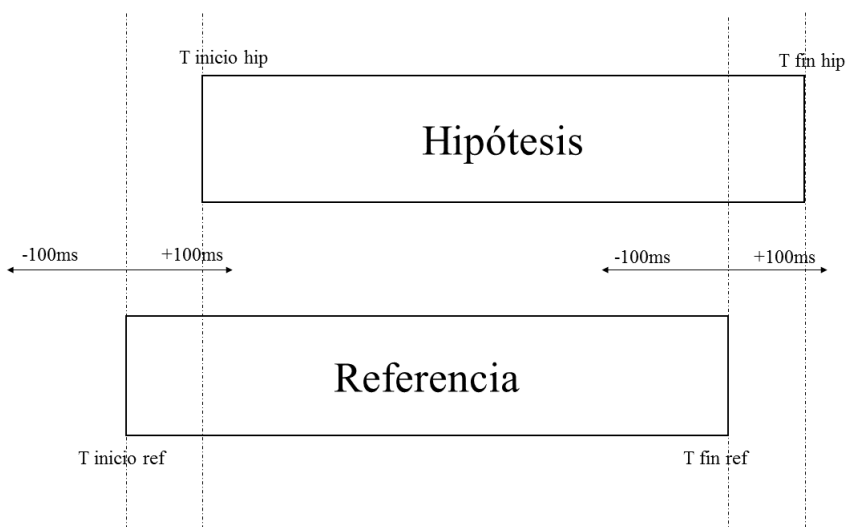 T inicio hip
T fin hip
Hipótesis
-100ms +100ms -100ms +100ms
Referencia
T inicio ref T fin ref